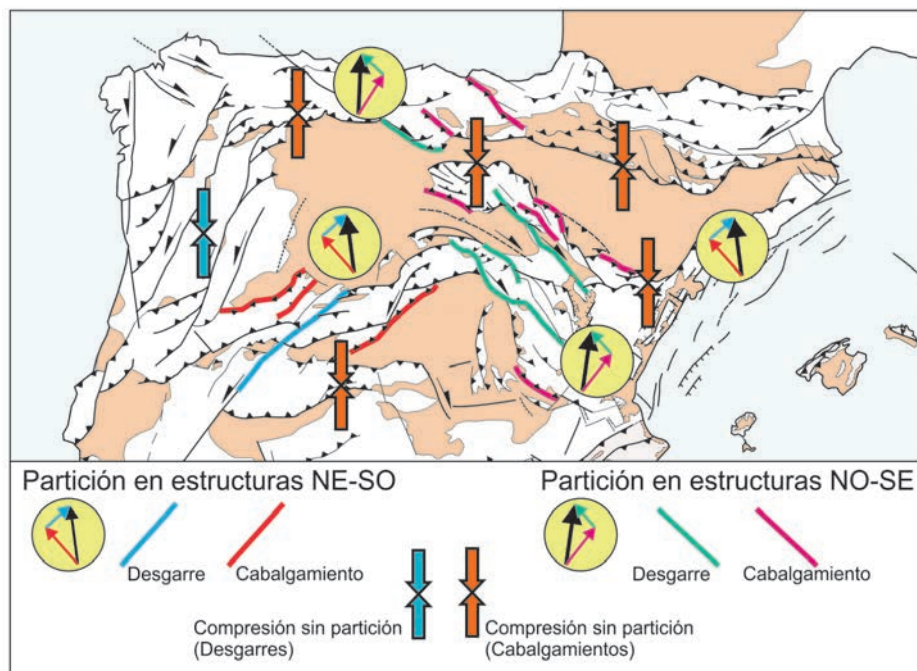 Partición en estructuras NE-SO
Desgarre
Cabalgamiento
Partición en estructuras NO-SE
Desgarre
Cabalgamiento
Compresión sin partición
(Desgarres)
Compresión sin partición
(Cabalgamientos)